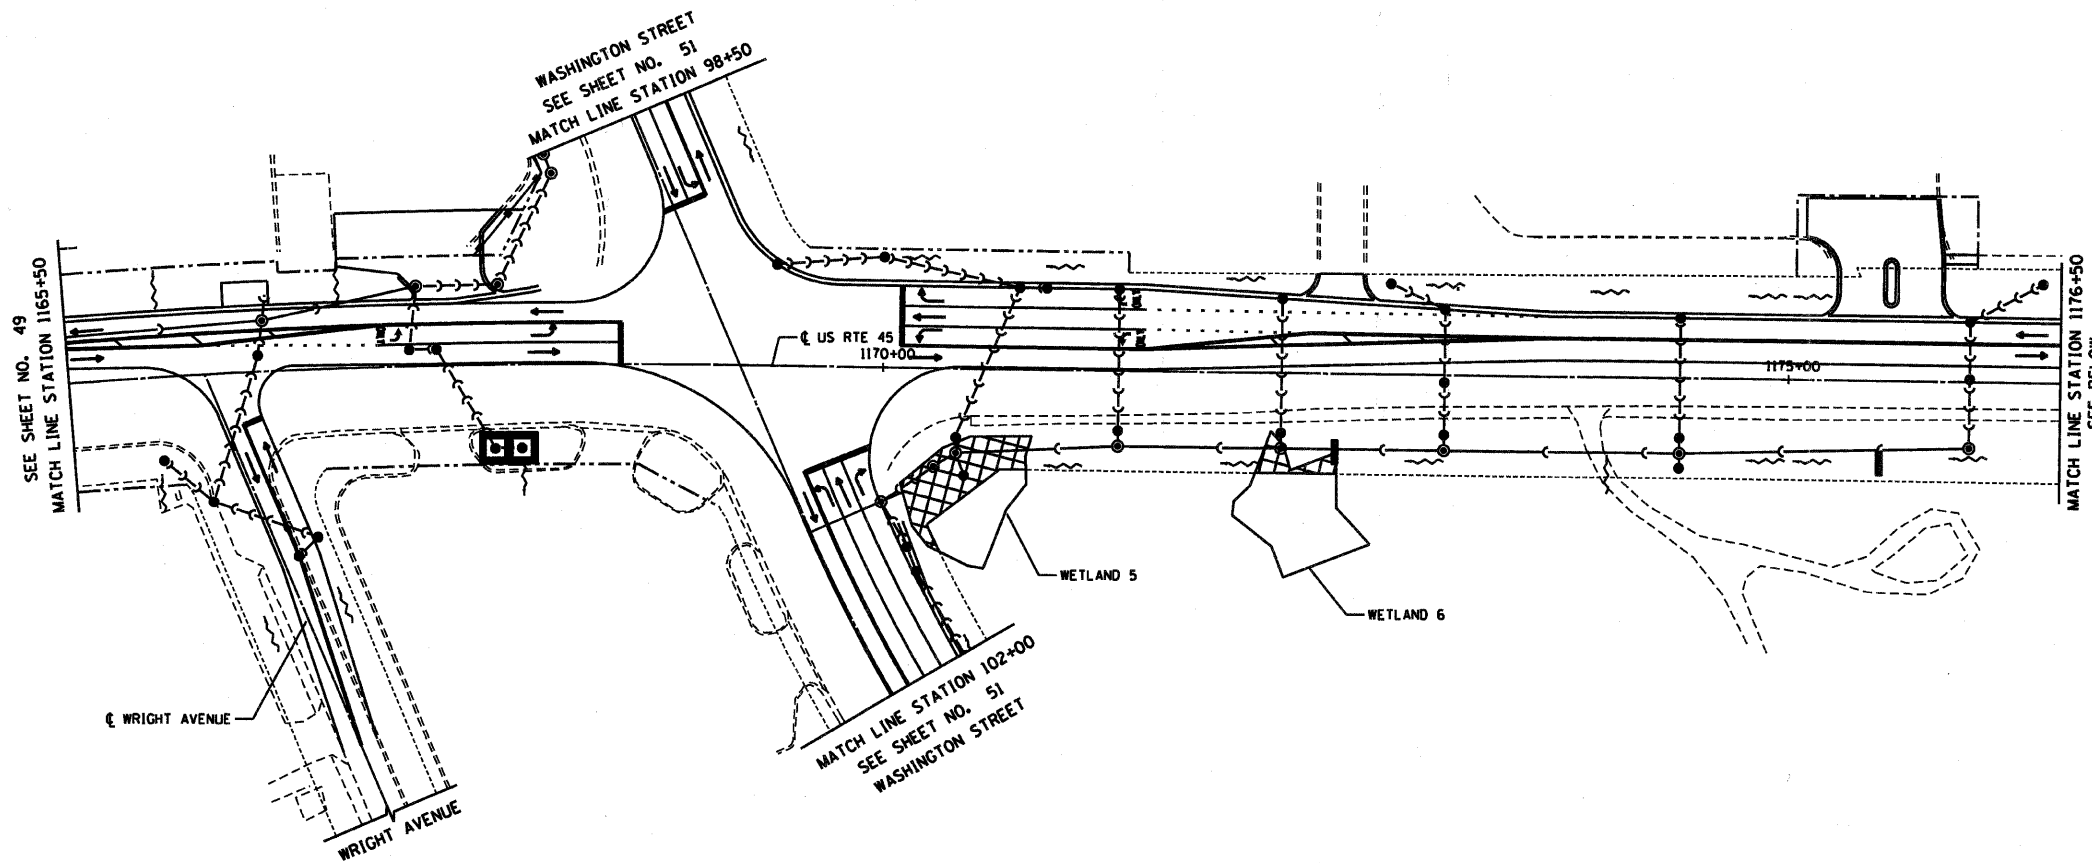 WASHINGTON STREET
SEE SHEET NO. 51
MATCH LINE STATION 98+50
SEE SHEET NO. 49
MATCH LINE STATION 1165+50
℄ US RTE 45
1170+00
1175+00
MATCH LINE STATION 1176+50
SEE BELOW
WETLAND 5
WETLAND 6
℄ WRIGHT AVENUE
MATCH LINE STATION 102+00
SEE SHEET NO. 51
WASHINGTON STREET
WRIGHT AVENUE